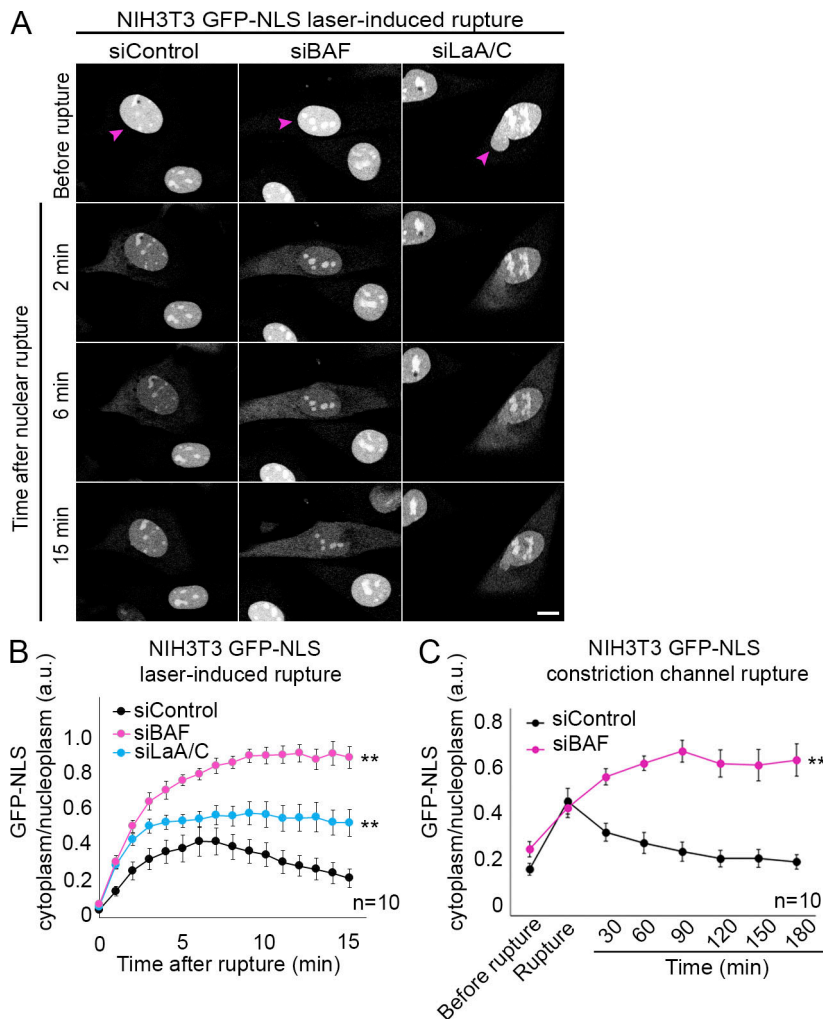 A
NIH3T3 GFP-NLS laser-induced rupture
siControl siBAF siLaA/C
Before rupture
Time after nuclear rupture
2 min
6 min
15 min
B
NIH3T3 GFP-NLS
laser-induced rupture
GFP-NLS
cytoplasm/nucleoplasm (a.u.)
siControl
siBAF
siLaA/C
1.0
0.8
0.6
0.4
0.2
0
**
**
n=10
0 5 10 15
Time after rupture (min)
C
NIH3T3 GFP-NLS
constriction channel rupture
GFP-NLS
cytoplasm/nucleoplasm (a.u.)
siControl
siBAF
0.8
0.6
0.4
0.2
0
**
n=10
Before rupture
Rupture
30 60 90 120 150 180
Time (min)